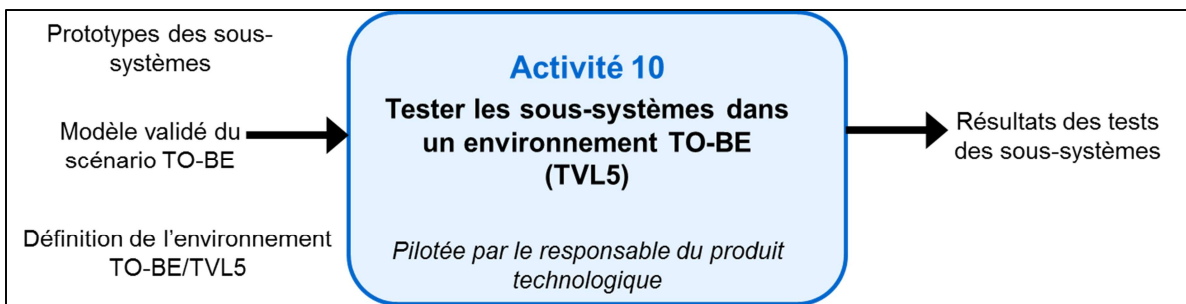 Prototypes des sous-
systèmes
Modèle validé du
scénario TO-BE
Définition de l’environnement
TO-BE/TVL5
Activité 10
Tester les sous-systèmes dans
un environnement TO-BE
(TVL5)
Pilotée par le responsable du produit
technologique
Résultats des tests
des sous-systèmes